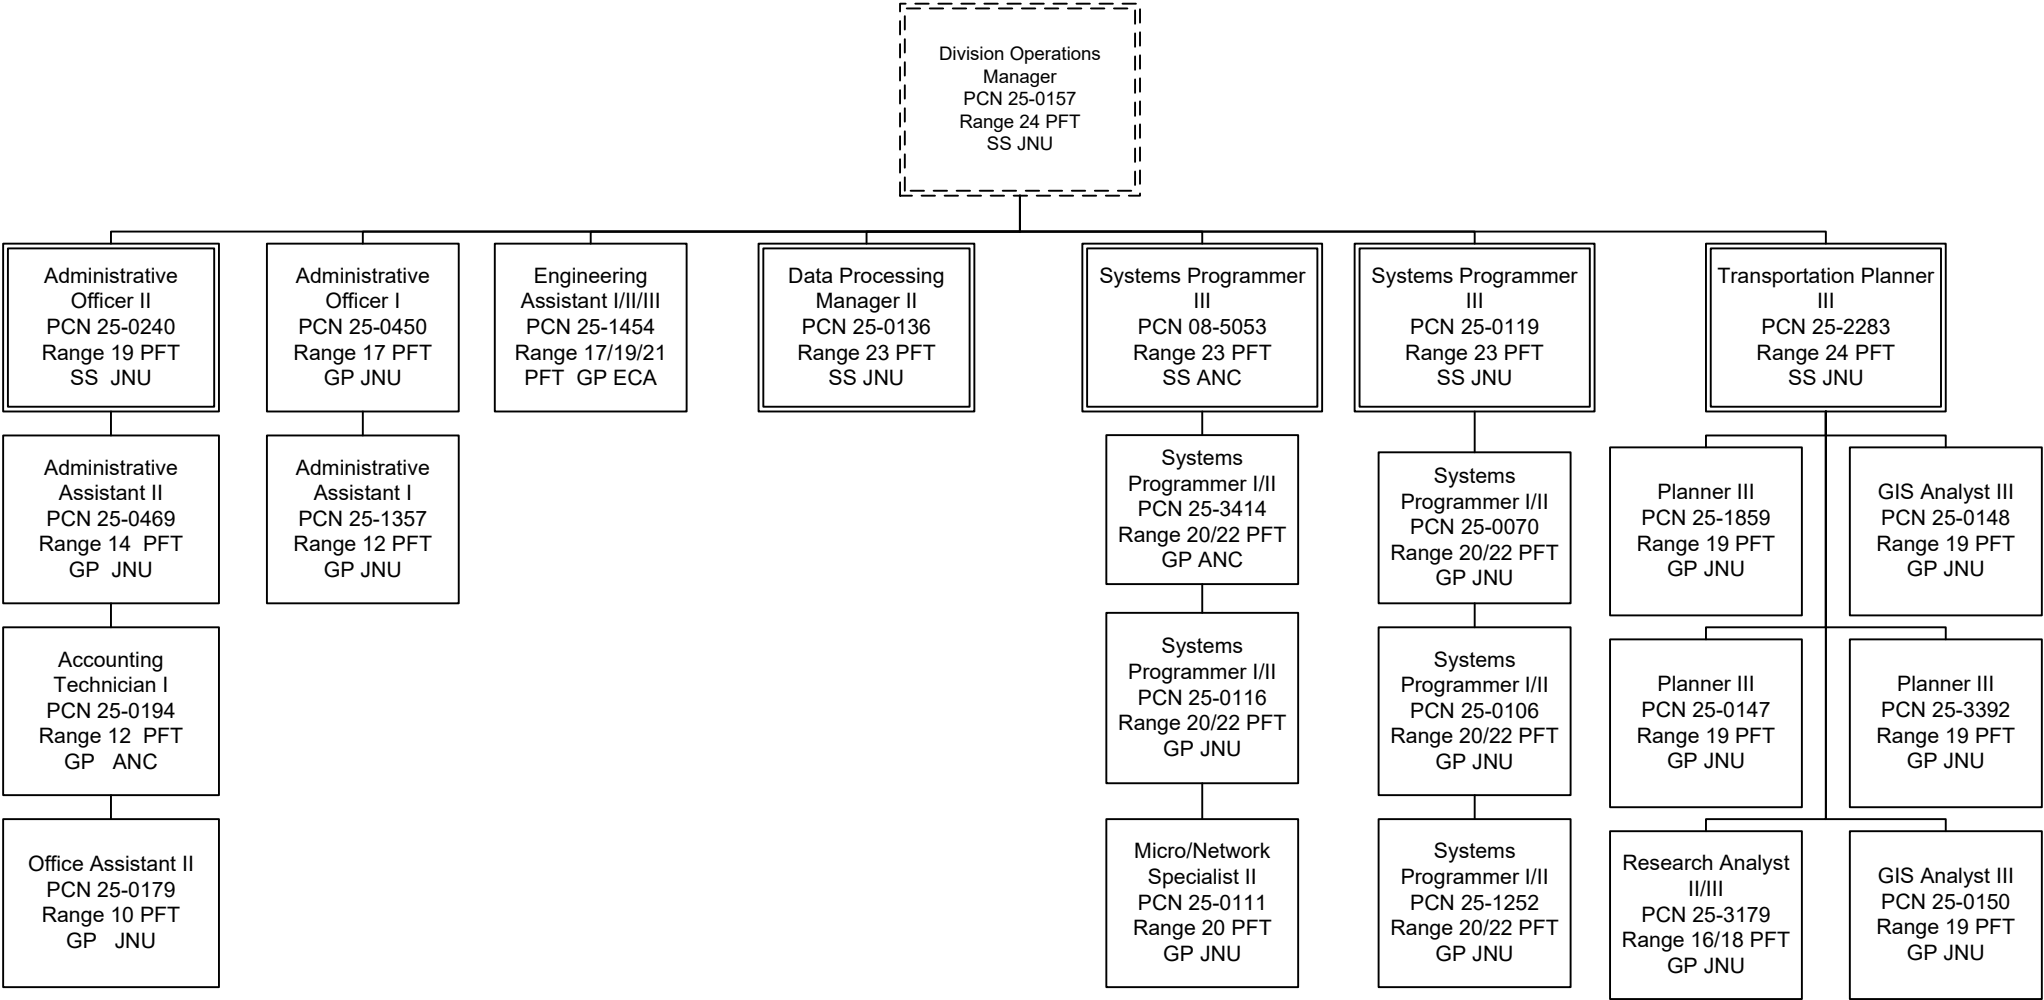 Division Operations
Manager
PCN 25-0157
Range 24 PFT
SS JNU
Administrative
Officer II
PCN 25-0240
Range 19 PFT
SS  JNU
Administrative
Officer I
PCN 25-0450
Range 17 PFT
GP JNU
Engineering
Assistant I/II/III
PCN 25-1454
Range 17/19/21
PFT  GP ECA
Data Processing
Manager II
PCN 25-0136
Range 23 PFT
SS JNU
Systems Programmer
III
PCN 08-5053
Range 23 PFT
SS ANC
Systems Programmer
III
PCN 25-0119
Range 23 PFT
SS JNU
Transportation Planner
III
PCN 25-2283
Range 24 PFT
SS JNU
Administrative
Assistant II
PCN 25-0469
Range 14  PFT
GP  JNU
Administrative
Assistant I
PCN 25-1357
Range 12 PFT
GP JNU
Systems
Programmer I/II
PCN 25-3414
Range 20/22 PFT
GP ANC
Systems
Programmer I/II
PCN 25-0070
Range 20/22 PFT
GP JNU
Planner III
PCN 25-1859
Range 19 PFT
GP JNU
GIS Analyst III
PCN 25-0148
Range 19 PFT
GP JNU
Accounting
Technician I
PCN 25-0194
Range 12  PFT
GP   ANC
Systems
Programmer I/II
PCN 25-0116
Range 20/22 PFT
GP JNU
Systems
Programmer I/II
PCN 25-0106
Range 20/22 PFT
GP JNU
Planner III
PCN 25-0147
Range 19 PFT
GP JNU
Planner III
PCN 25-3392
Range 19 PFT
GP JNU
Office Assistant II
PCN 25-0179
Range 10 PFT
GP   JNU
Micro/Network
Specialist II
PCN 25-0111
Range 20 PFT
GP JNU
Systems
Programmer I/II
PCN 25-1252
Range 20/22 PFT
GP JNU
Research Analyst
II/III
PCN 25-3179
Range 16/18 PFT
GP JNU
GIS Analyst III
PCN 25-0150
Range 19 PFT
GP JNU